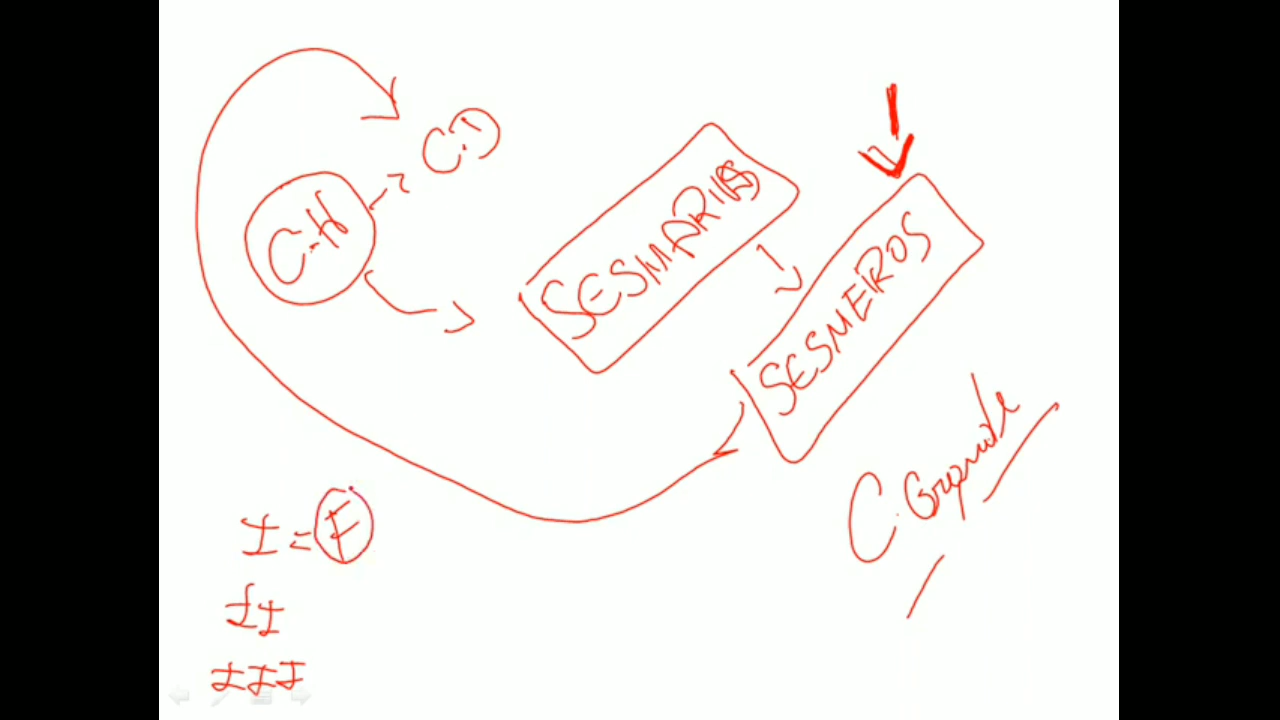 C.I
C.H
SESMARIAS
SESMEIROS
C. Grande
I = F
II
III